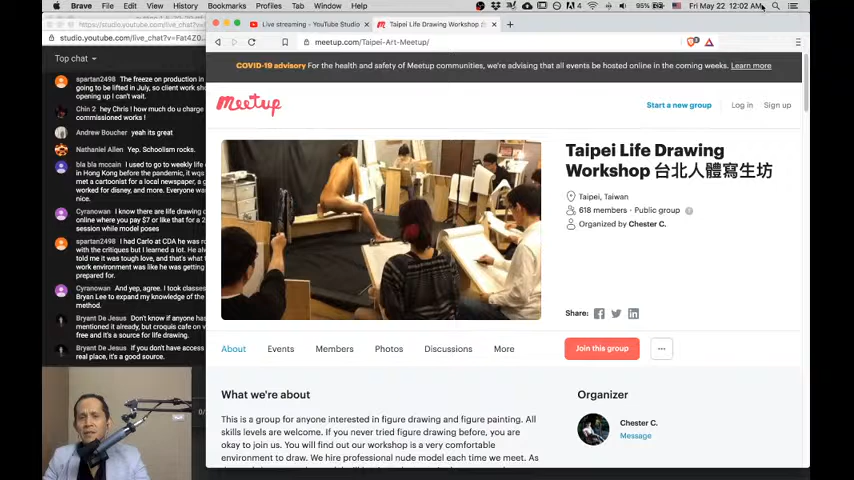 Brave File Edit View History Bookmarks Profiles Tab Window Help
95%
Fri May 22 12:02 AM
studio.youtube.com/live_chat?v=Fat4Z0
Live streaming - YouTube Studio
Taipei Life Drawing Workshop
meetup.com/Taipei-Art-Meetup/
Top chat
spartan2498 The freeze on production in
going to be lifted in July, so client work
opening up I can't wait.
Chin 2 hey Chris ! how much do u charge
commissioned works !
Andrew Boucher yeah its great
Nathaniel Allen Yep. Schoolism rocks.
bla bla mccain I used to go to weekly life
in Hong Kong before the pandemic, it was
met a cartoonist for a local newspaper, a
worked for disney, and more. Everyone
nice.
Cyranowan I know there are life drawing
online where you pay $7 or like that for a 2
session while model poses
spartan2498 I had Carlo at CDA he was
with the critiques but I learned a lot. He
told me it was tough love, and that's what
work environment was like he was getting
prepared for.
Cyranowan And yep, agree. I took classes
Bryan Lee to expand my knowledge of the
method.
Bryant De Jesus Don't know if anyone has
mentioned it already, but croquis cafe on
free and it's a source for life drawing.
Bryant De Jesus If you don't have access
real place, it's a good source.
0/
COVID-19 advisory For the health and safety of Meetup communities, we're advising that all events be hosted online in the coming weeks. Learn more
meetup
Start a new group Log in Sign up
Taipei Life Drawing
Workshop 台北人體寫生坊
Taipei, Taiwan
618 members · Public group
Organized by Chester C.
Share:
About Events Members Photos Discussions More
Join this group
What we're about
This is a group for anyone interested in figure drawing and figure painting. All
skills levels are welcome. If you never tried figure drawing before, you are
okay to join us. You will find out our workshop is a very comfortable
environment to draw. We hire professional nude model each time we meet. As
Organizer
Chester C.
Message